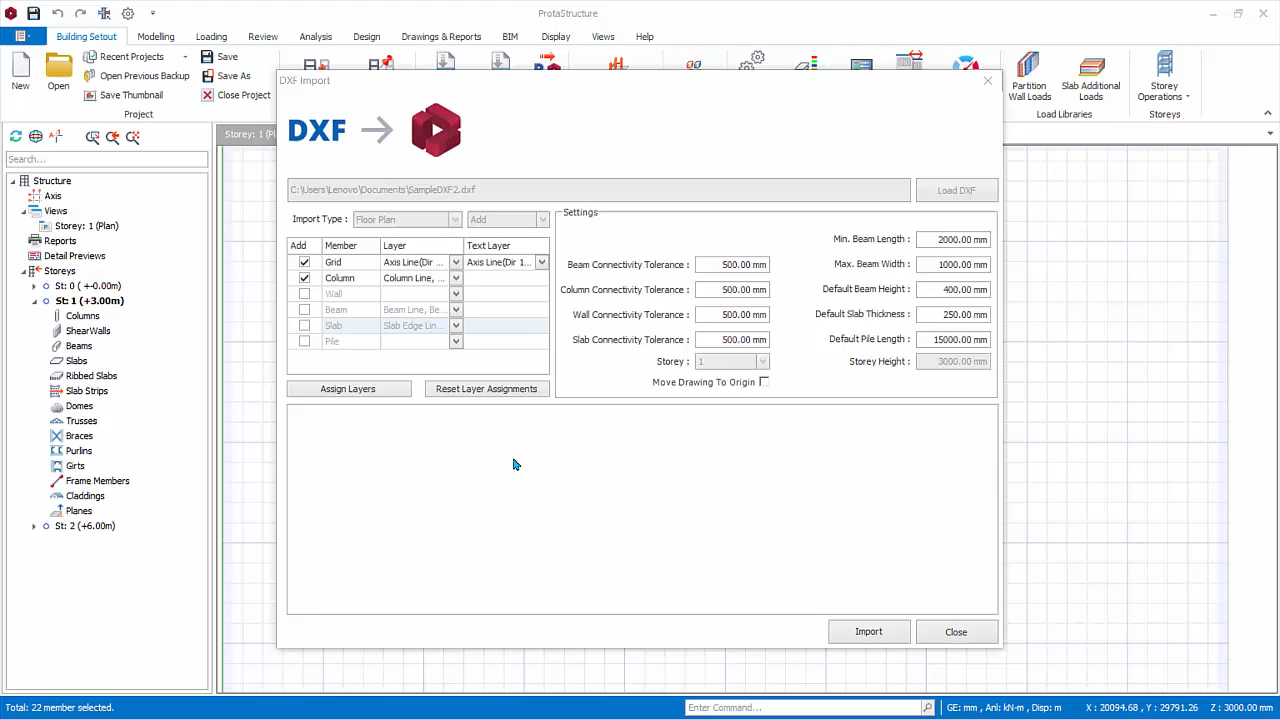 ProtaStructure
Building Setout Modelling Loading Review Analysis Design Drawings & Reports BIM Display Views Help
New
Open
Recent Projects
Open Previous Backup
Save Thumbnail
Save
Save As
Close Project
Project
Partition Wall Loads
Slab Additional Loads
Load Libraries
Storey Operations
Storeys
Storey: 1 (Pl
Search...
Structure
Axis
Views
Storey: 1 (Plan)
Reports
Detail Previews
Storeys
St: 0 ( +-0.00m)
St: 1 (+3.00m)
Columns
ShearWalls
Beams
Slabs
Ribbed Slabs
Slab Strips
Domes
Trusses
Braces
Purlins
Girts
Frame Members
Claddings
Planes
St: 2 (+6.00m)
DXF Import
DXF
C:\Users\Lenovo\Documents\SampleDXF2.dxf
Load DXF
Import Type : Floor Plan Add
Add Member Layer Text Layer
Grid Axis Line(Dir ... Axis Line(Dir 1...
Column Column Line, ...
Wall
Beam Beam Line, Be...
Slab Slab Edge Lin...
Pile
Assign Layers Reset Layer Assignments
Settings
Beam Connectivity Tolerance : 500.00 mm
Column Connectivity Tolerance : 500.00 mm
Wall Connectivity Tolerance : 500.00 mm
Slab Connectivity Tolerance : 500.00 mm
Storey : 1
Move Drawing To Origin
Min. Beam Length : 2000.00 mm
Max. Beam Width : 1000.00 mm
Default Beam Height : 400.00 mm
Default Slab Thickness : 250.00 mm
Default Pile Length : 15000.00 mm
Storey Height : 3000.00 mm
Import Close
Total: 22 member selected.
Enter Command...
GE: mm , Anl: kN-m , Disp: m
X : 20094.68 , Y : 29791.26
Z : 3000.00 mm